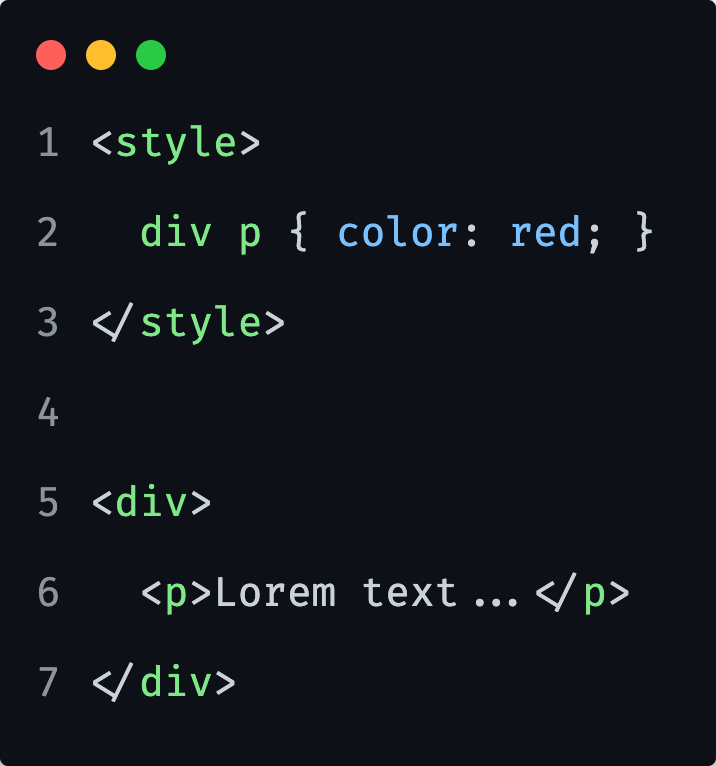 1 <style>
2   div p { color: red; }
3 </style>
4
5 <div>
6   <p>Lorem text...</p>
7 </div>